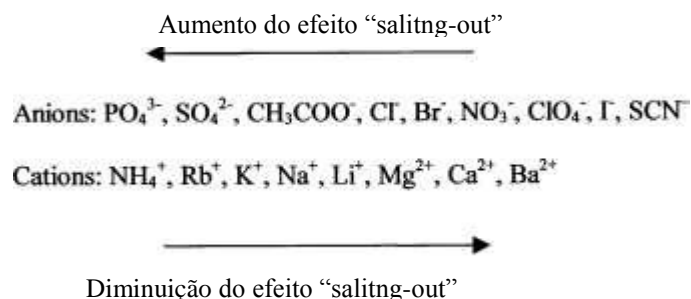 Aumento do efeito “salitng-out”
Anions: PO₄³⁻, SO₄²⁻, CH₃COO⁻, Cl⁻, Br⁻, NO₃⁻, ClO₄⁻, I⁻, SCN⁻
Cations: NH₄⁺, Rb⁺, K⁺, Na⁺, Li⁺, Mg²⁺, Ca²⁺, Ba²⁺
Diminuição do efeito “salitng-out”